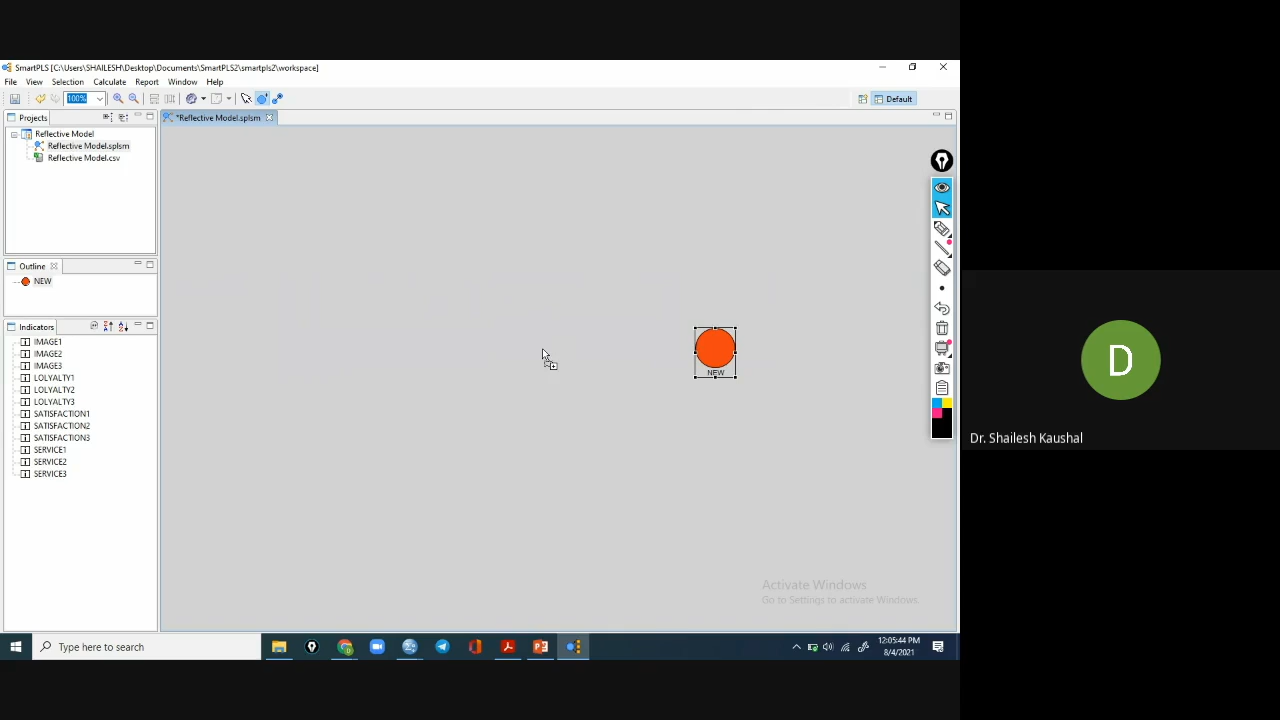 SmartPLS [C:\Users\SHAILESH\Desktop\Documents\SmartPLS2\smartpls2\workspace]
File View Selection Calculate Report Window Help
100%
Default
Projects
*Reflective Model.splsm
Reflective Model
Reflective Model.splsm
Reflective Model.csv
Outline
NEW
Indicators
IMAGE1
IMAGE2
IMAGE3
LOLYALTY1
LOLYALTY2
LOLYALTY3
SATISFACTION1
SATISFACTION2
SATISFACTION3
SERVICE1
SERVICE2
SERVICE3
NEW
D
Dr. Shailesh Kaushal
Activate Windows
Go to Settings to activate Windows.
Type here to search
12:05:44 PM
8/4/2021